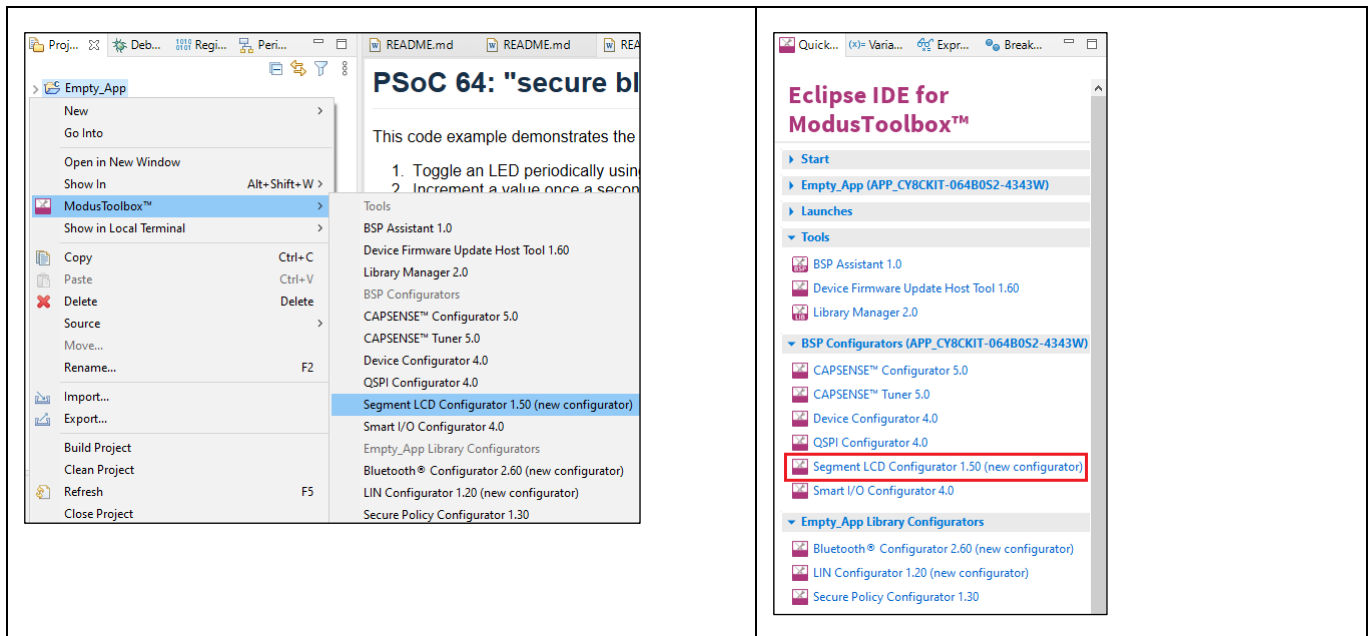 Proj...
Deb...
Regi...
Peri...
README.md
README.md
REA
Empty_App
New
Go Into
Open in New Window
Show In Alt+Shift+W >
ModusToolbox™
Show in Local Terminal
Copy Ctrl+C
Paste Ctrl+V
Delete Delete
Source
Move...
Rename... F2
Import...
Export...
Build Project
Clean Project
Refresh F5
Close Project
PSoC 64: "secure bl
This code example demonstrates the
1. Toggle an LED periodically usin
2. Increment a value once a secon
Tools
BSP Assistant 1.0
Device Firmware Update Host Tool 1.60
Library Manager 2.0
BSP Configurators
CAPSENSE™ Configurator 5.0
CAPSENSE™ Tuner 5.0
Device Configurator 4.0
QSPI Configurator 4.0
Segment LCD Configurator 1.50 (new configurator)
Smart I/O Configurator 4.0
Empty_App Library Configurators
Bluetooth® Configurator 2.60 (new configurator)
LIN Configurator 1.20 (new configurator)
Secure Policy Configurator 1.30
Quick...
(x)= Varia...
Expr...
Break...
Eclipse IDE for
ModusToolbox™
Start
Empty_App (APP_CY8CKIT-064B0S2-4343W)
Launches
Tools
BSP Assistant 1.0
Device Firmware Update Host Tool 1.60
Library Manager 2.0
BSP Configurators (APP_CY8CKIT-064B0S2-4343W)
CAPSENSE™ Configurator 5.0
CAPSENSE™ Tuner 5.0
Device Configurator 4.0
QSPI Configurator 4.0
Segment LCD Configurator 1.50 (new configurator)
Smart I/O Configurator 4.0
Empty_App Library Configurators
Bluetooth® Configurator 2.60 (new configurator)
LIN Configurator 1.20 (new configurator)
Secure Policy Configurator 1.30